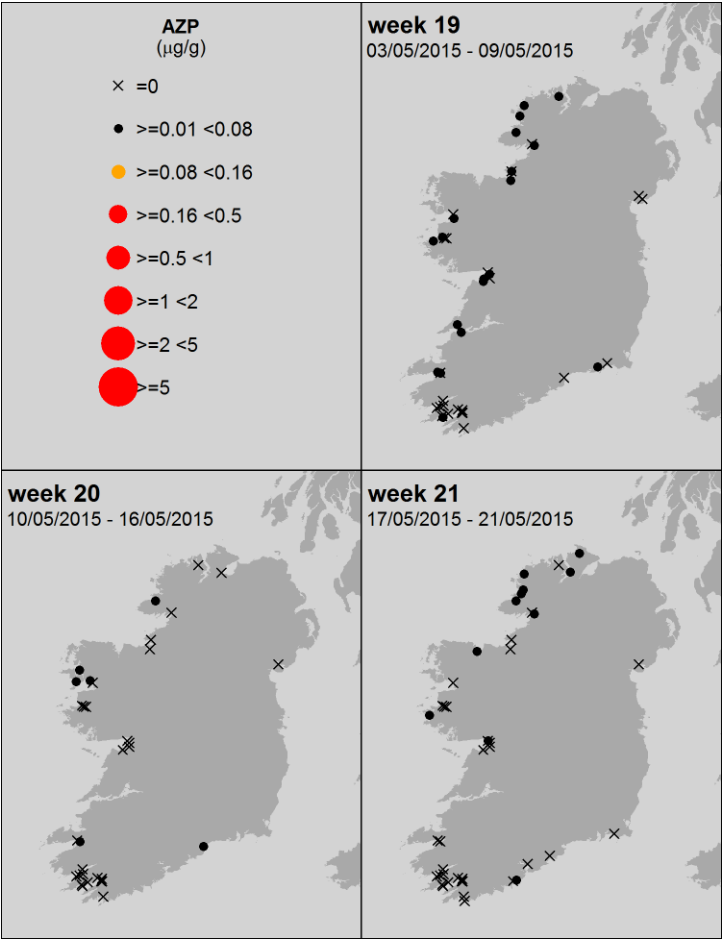 AZP
(µg/g)
=0
>=0.01 <0.08
>=0.08 <0.16
>=0.16 <0.5
>=0.5 <1
>=1 <2
>=2 <5
>=5
week 19
03/05/2015 - 09/05/2015
week 20
10/05/2015 - 16/05/2015
week 21
17/05/2015 - 21/05/2015